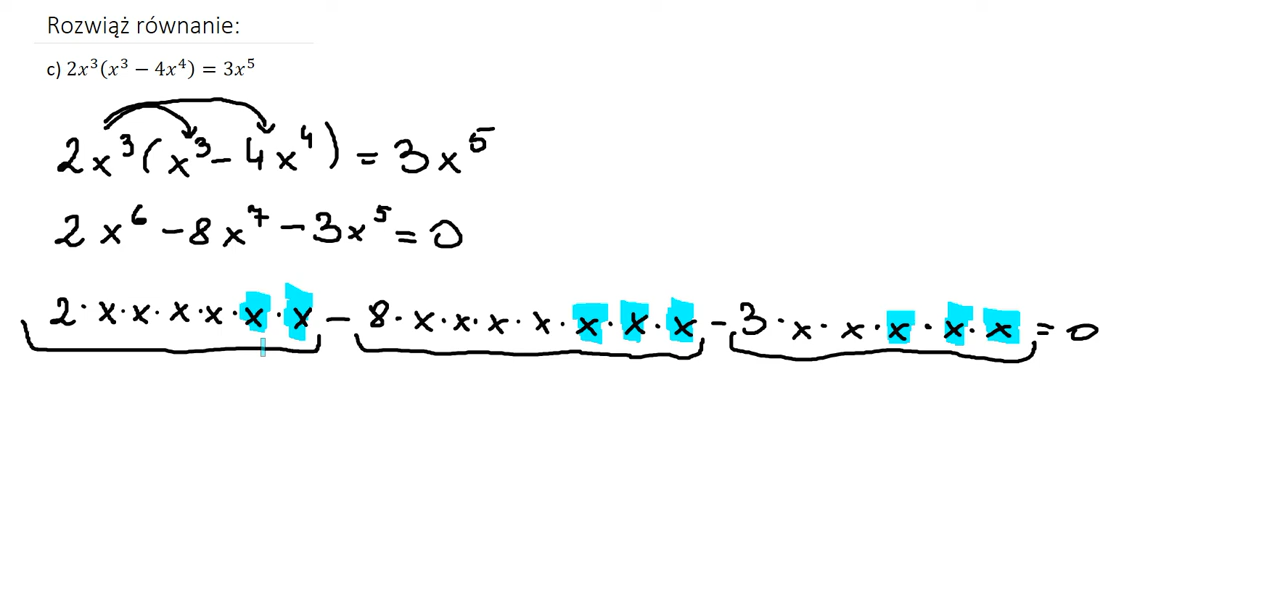 Rozwiąż równanie:
c) 2x³(x³ − 4x⁴) = 3x⁵
2x³(x³ − 4x⁴) = 3x⁵
2x⁶ − 8x⁷ − 3x⁵ = 0
2·x·x·x·x·x·x − 8·x·x·x·x·x·x·x − 3·x·x·x·x·x = 0